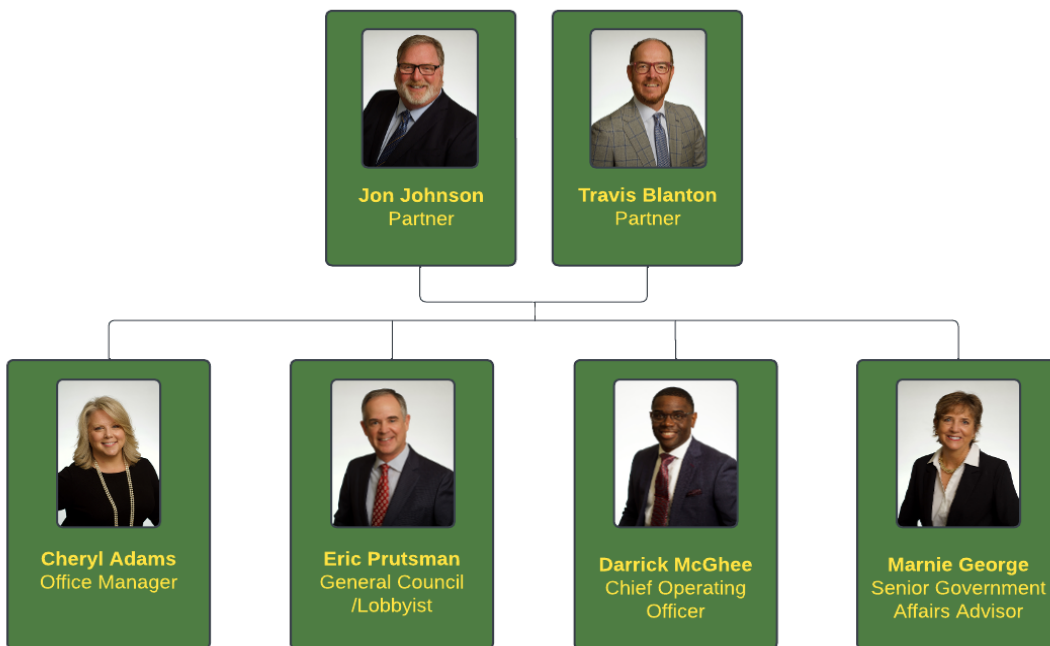 Jon Johnson
Partner
Travis Blanton
Partner
Cheryl Adams
Office Manager
Eric Prutsman
General Council
/Lobbyist
Darrick McGhee
Chief Operating
Officer
Marnie George
Senior Government
Affairs Advisor